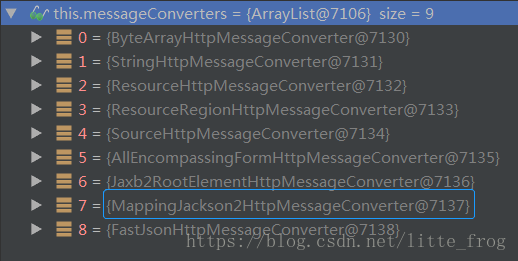 this.messageConverters = {ArrayList@7106} size = 9
0 = {ByteArrayHttpMessageConverter@7130}
1 = {StringHttpMessageConverter@7131}
2 = {ResourceHttpMessageConverter@7132}
3 = {ResourceRegionHttpMessageConverter@7133}
4 = {SourceHttpMessageConverter@7134}
5 = {AllEncompassingFormHttpMessageConverter@7135}
6 = {Jaxb2RootElementHttpMessageConverter@7136}
7 = {MappingJackson2HttpMessageConverter@7137}
8 = {FastJsonHttpMessageConverter@7138}
https://blog.csdn.net/litte_frog